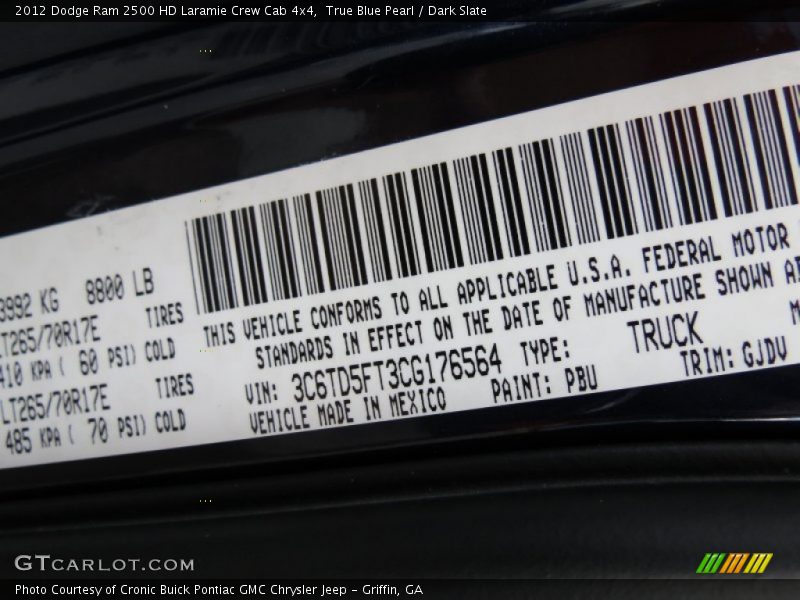 2012 Dodge Ram 2500 HD Laramie Crew Cab 4x4,  True Blue Pearl / Dark Slate
3992 KG 8800 LB
LT265/70R17E TIRES
410 KPA ( 60 PSI) COLD
LT265/70R17E TIRES
485 KPA ( 70 PSI) COLD
THIS VEHICLE CONFORMS TO ALL APPLICABLE U.S.A. FEDERAL MOTOR
STANDARDS IN EFFECT ON THE DATE OF MANUFACTURE SHOWN
VIN: 3C6TD5FT3CG176564 TYPE: TRUCK
VEHICLE MADE IN MEXICO PAINT: PBU TRIM: GJDV
GTCARLOT.COM
Photo Courtesy of Cronic Buick Pontiac GMC Chrysler Jeep – Griffin, GA